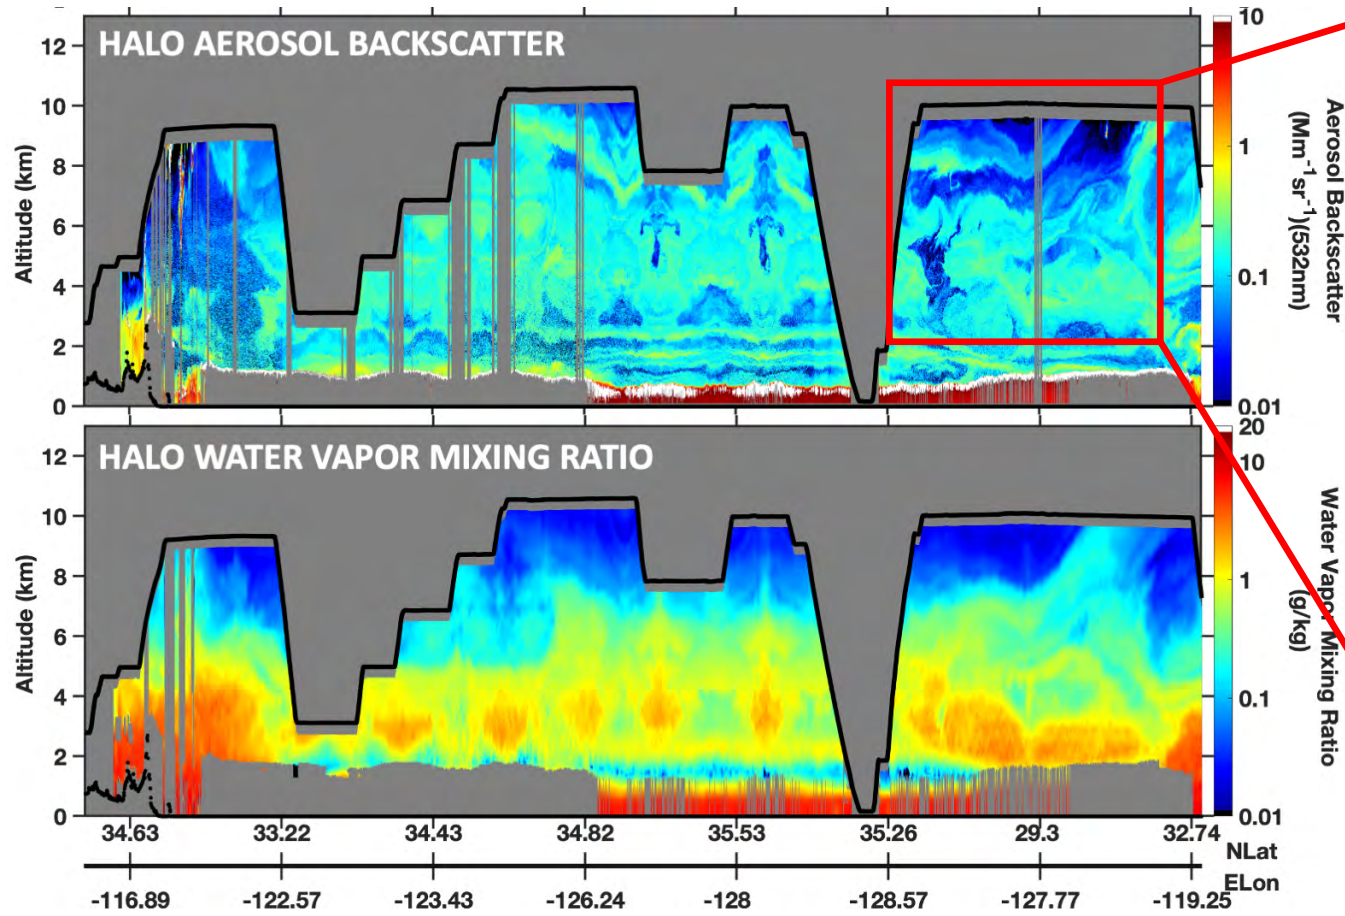 HALO AEROSOL BACKSCATTER
12
10
8
6
4
2
0
Altitude (km)
10
1
0.1
0.01
Aerosol Backscatter
(Mm⁻¹sr⁻¹)(532nm)
HALO WATER VAPOR MIXING RATIO
12
10
8
6
4
2
0
Altitude (km)
20
10
1
0.1
0.01
Water Vapor Mixing Ratio
(g/kg)
34.63 33.22 34.43 34.82 35.53 35.26 29.3 32.74
NLat
ELon
-116.89 -122.57 -123.43 -126.24 -128 -128.57 -127.77 -119.25